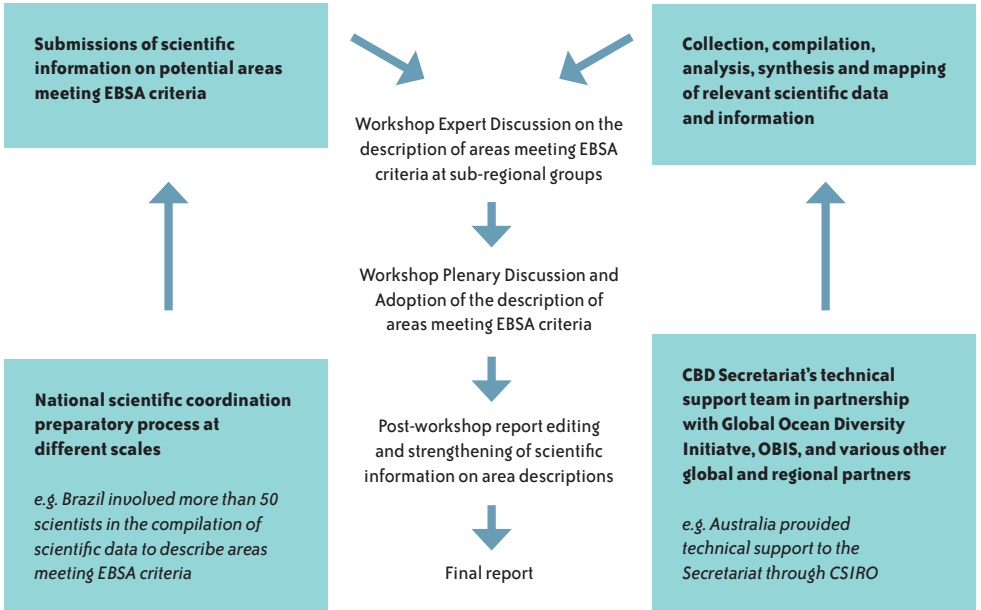 Submissions of scientific
information on potential areas
meeting EBSA criteria
Collection, compilation,
analysis, synthesis and mapping
of relevant scientific data
and information
Workshop Expert Discussion on the
description of areas meeting EBSA
criteria at sub-regional groups
Workshop Plenary Discussion and
Adoption of the description of
areas meeting EBSA criteria
National scientific coordination
preparatory process at
different scales
e.g. Brazil involved more than 50
scientists in the compilation of
scientific data to describe areas
meeting EBSA criteria
CBD Secretariat’s technical
support team in partnership
with Global Ocean Diversity
Initiatve, OBIS, and various other
global and regional partners
e.g. Australia provided
technical support to the
Secretariat through CSIRO
Post-workshop report editing
and strengthening of scientific
information on area descriptions
Final report